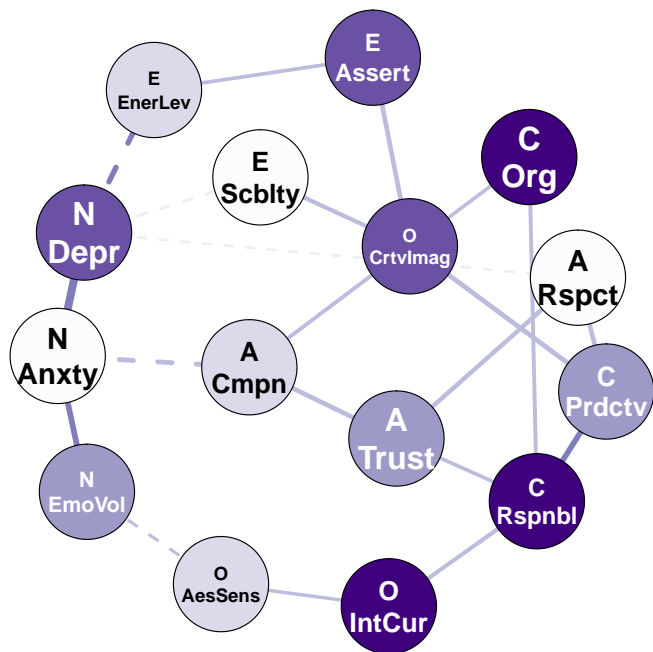 E
Assert
E
EnerLev
C
Org
E
Scblty
N
Depr
O
CrtvImag
A
Rspct
N
Anxty
A
Cmpn
C
Prdctv
A
Trust
N
EmoVol
C
Rspnbl
O
AesSens
O
IntCur